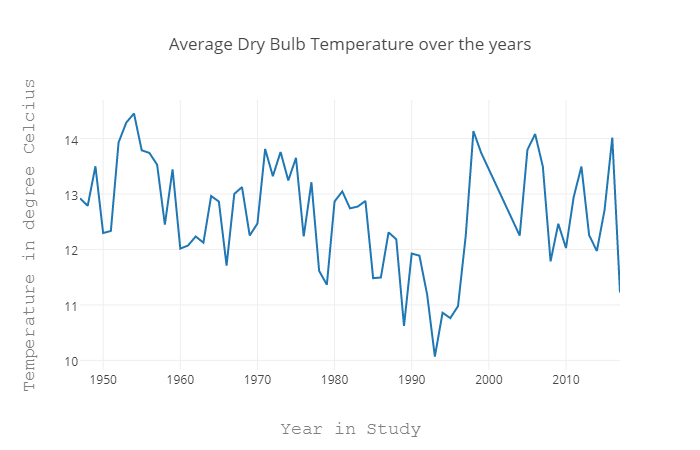 Average Dry Bulb Temperature over the years
Temperature in degree Celcius
14
13
12
11
10
1950 1960 1970 1980 1990 2000 2010
Year in Study